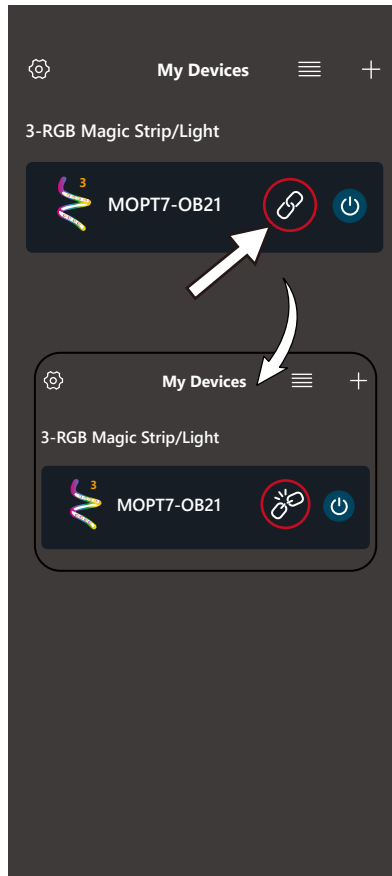 My Devices
3-RGB Magic Strip/Light
3
MOPT7-OB21
My Devices
3-RGB Magic Strip/Light
3
MOPT7-OB21